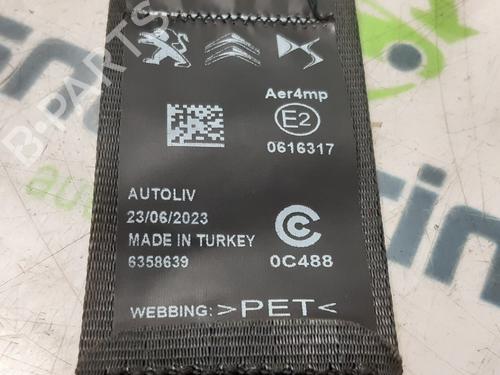 Aer4mp
E2
0616317
AUTOLIV
23/06/2023
MADE IN TURKEY
6358639
C
0C488
WEBBING: >PET<
B-PARTS